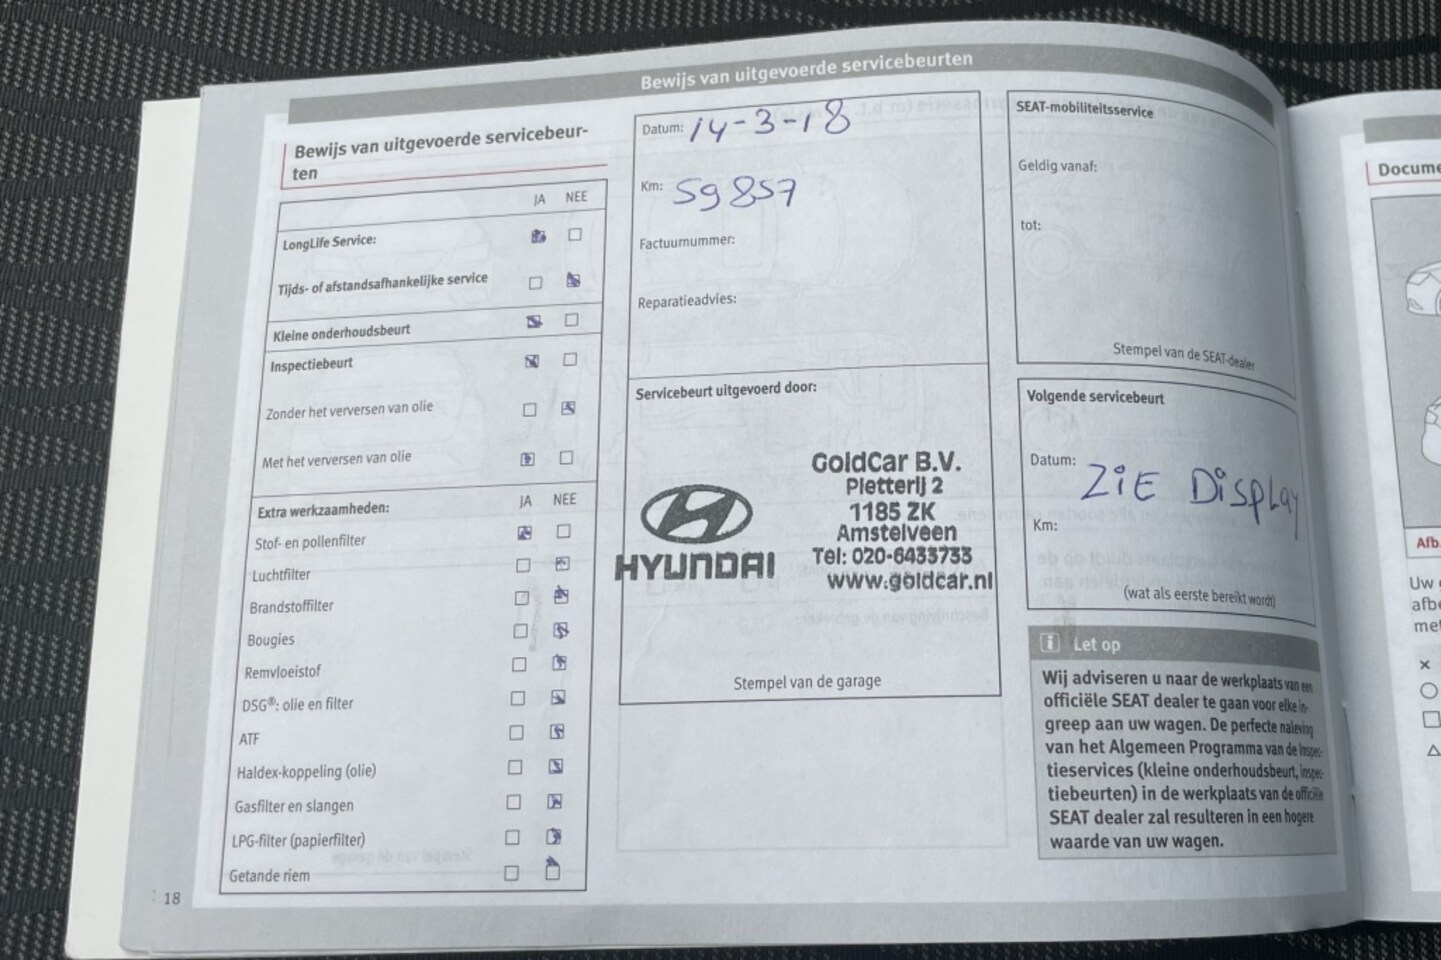 Bewijs van uitgevoerde servicebeurten
Bewijs van uitgevoerde servicebeur-
ten
JA NEE
LongLife Service:
Tijds- of afstandsafhankelijke service
Kleine onderhoudsbeurt
Inspectiebeurt
Zonder het verversen van olie
Met het verversen van olie
Extra werkzaamheden: JA NEE
Stof- en pollenfilter
Luchtfilter
Brandstoffilter
Bougies
Remvloeistof
DSG®: olie en filter
ATF
Haldex-koppeling (olie)
Gasfilter en slangen
LPG-filter (papierfilter)
Getande riem
18
Datum: 14-3-18
Km: 59857
Factuurnummer:
Reparatieadvies:
Servicebeurt uitgevoerd door:
HYUNDAI
GoldCar B.V.
Pletterij 2
1185 ZK
Amstelveen
Tel: 020-6433733
www.goldcar.nl
Stempel van de garage
SEAT-mobiliteitsservice
Geldig vanaf:
tot:
Stempel van de SEAT-dealer
Volgende servicebeurt
Datum: ZIE DISPLAY
Km:
(wat als eerste bereikt wordt)
i Let op
Wij adviseren u naar de werkplaats van een
officiële SEAT dealer te gaan voor elke in-
greep aan uw wagen. De perfecte naleving
van het Algemeen Programma van de Inspec-
tieservices (kleine onderhoudsbeurt, inspec-
tiebeurten) in de werkplaats van de officiële
SEAT dealer zal resulteren in een hogere
waarde van uw wagen.
Docume
Afb.
Uw
afbe
met